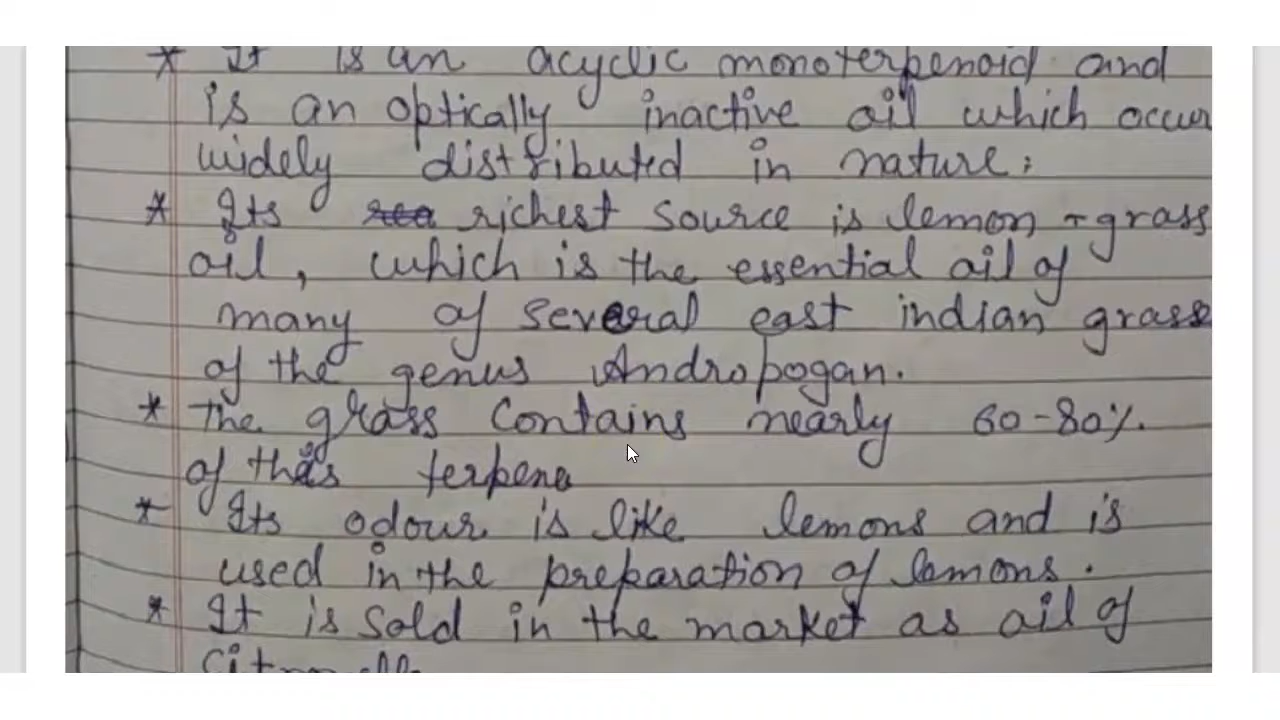 * It is an acyclic monoterpenoid and
is an optically inactive oil which occur
widely distributed in nature:
* Its richest source is lemon-grass
oil, which is the essential oil of
many of several east indian grass
of the genus Andropogan.
* The grass contains nearly 60-80%.
of this terpene
* Its odour is like lemons and is
used in the preparation of lemons.
* It is sold in the market as oil of